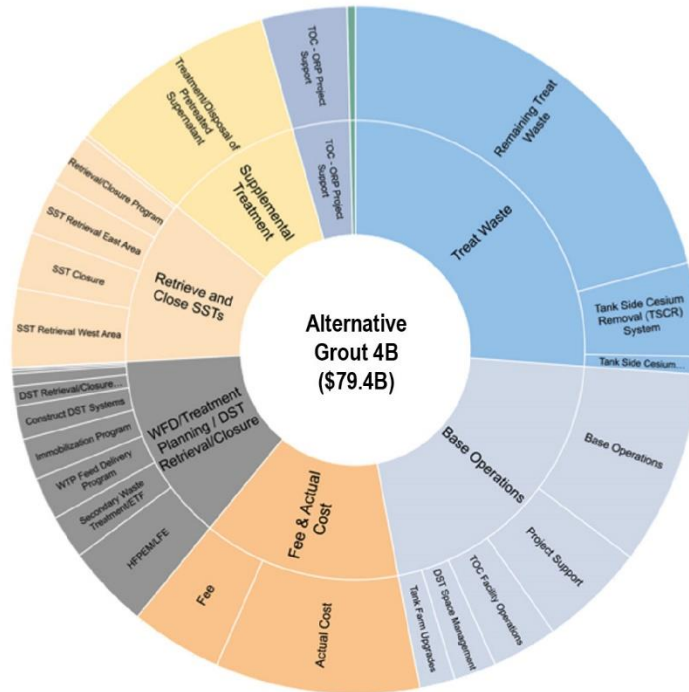 Alternative
Grout 4B
($79.4B)
Treat Waste
Remaining Treat
Waste
Tank Side Cesium
Removal (TSCR)
System
Tank Side Cesium...
Base Operations
Base Operations
Project Support
TOC Facility Operations
DST Space Management
Tank Farm Upgrades
Fee & Actual
Cost
Actual Cost
Fee
WFD/Treatment
Planning / DST
Retrieval/Closure
HFPEM/LFE
Secondary Waste
Treatment/ETF
WTP Feed Delivery
Program
Immobilization Program
Construct DST Systems
DST Retrieval/Closure...
Retrieve and
Close SSTs
SST Retrieval West Area
SST Closure
SST Retrieval East Area
Retrieval/Closure Program
Supplemental
Treatment
Treatment/Disposal of
Pretreated
Supernatant
TOC - ORP Project
Support
TOC - ORP Project
Support